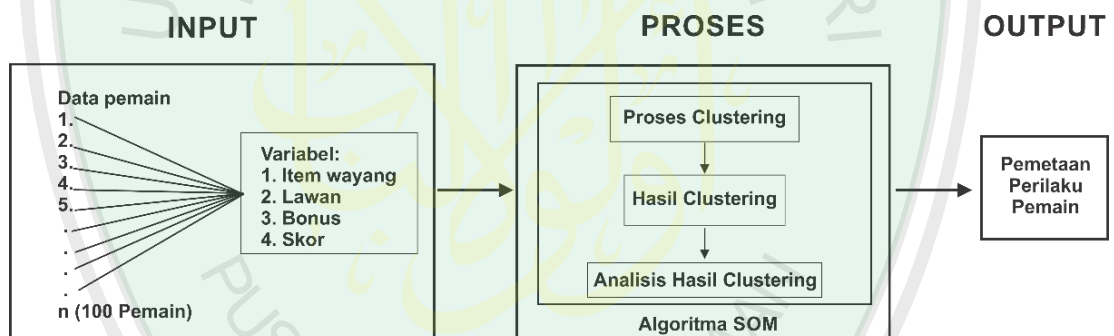 INPUT
PROSES
OUTPUT
Data pemain
1.
2.
3.
4.
5.
.
.
.
.
n (100 Pemain)
Variabel:
1. Item wayang
2. Lawan
3. Bonus
4. Skor
Proses Clustering
Hasil Clustering
Analisis Hasil Clustering
Algoritma SOM
Pemetaan
Perilaku
Pemain